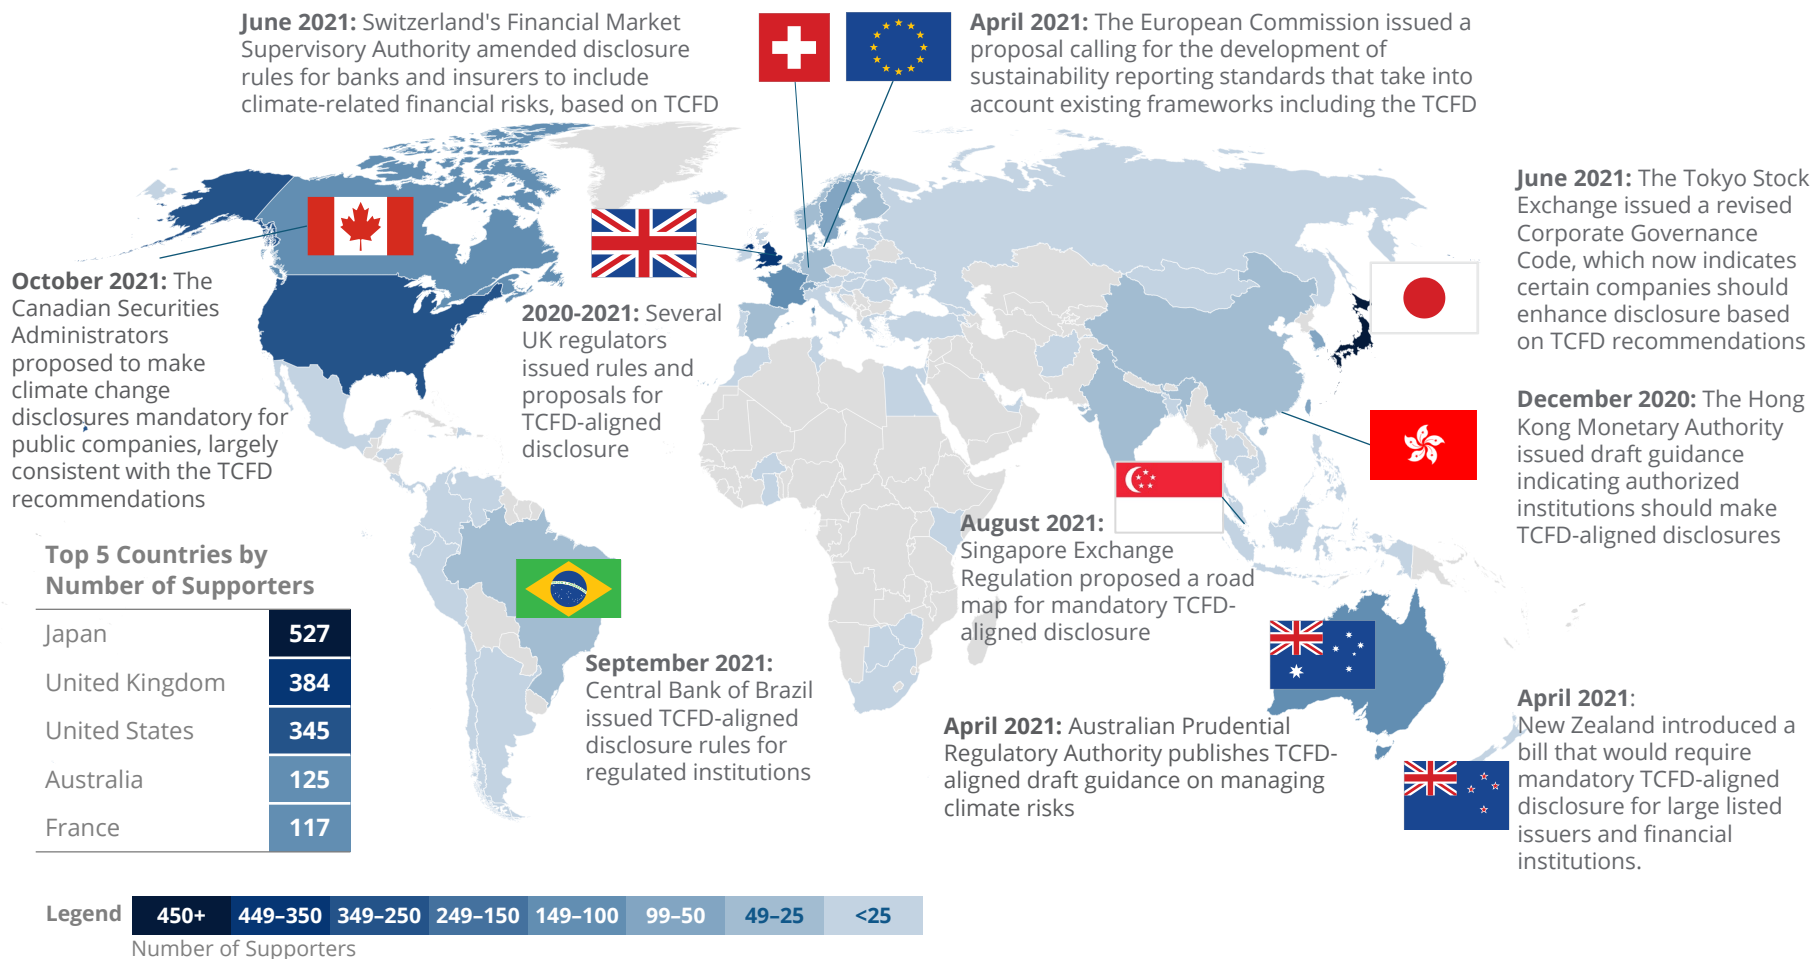 June 2021: Switzerland's Financial Market
Supervisory Authority amended disclosure
rules for banks and insurers to include
climate-related financial risks, based on TCFD
April 2021: The European Commission issued a
proposal calling for the development of
sustainability reporting standards that take into
account existing frameworks including the TCFD
June 2021: The Tokyo Stock
Exchange issued a revised
Corporate Governance
Code, which now indicates
certain companies should
enhance disclosure based
on TCFD recommendations
October 2021: The
Canadian Securities
Administrators
proposed to make
climate change
disclosures mandatory for
public companies, largely
consistent with the TCFD
recommendations
2020-2021: Several
UK regulators
issued rules and
proposals for
TCFD-aligned
disclosure
December 2020: The Hong
Kong Monetary Authority
issued draft guidance
indicating authorized
institutions should make
TCFD-aligned disclosures
August 2021:
Singapore Exchange
Regulation proposed a road
map for mandatory TCFD-
aligned disclosure
Top 5 Countries by
Number of Supporters
Japan 527
United Kingdom 384
United States 345
Australia 125
France 117
September 2021:
Central Bank of Brazil
issued TCFD-aligned
disclosure rules for
regulated institutions
April 2021: Australian Prudential
Regulatory Authority publishes TCFD-
aligned draft guidance on managing
climate risks
April 2021:
New Zealand introduced a
bill that would require
mandatory TCFD-aligned
disclosure for large listed
issuers and financial
institutions.
Legend 450+ 449–350 349–250 249–150 149–100 99–50 49–25 <25
Number of Supporters